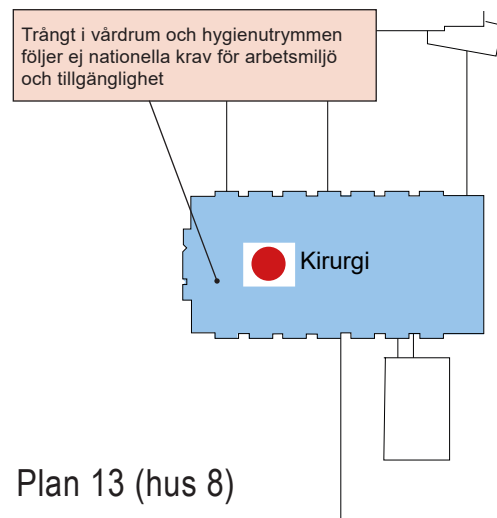 Trångt i vårdrum och hygienutrymmen
följer ej nationella krav för arbetsmiljö
och tillgänglighet
Kirurgi
Plan 13 (hus 8)